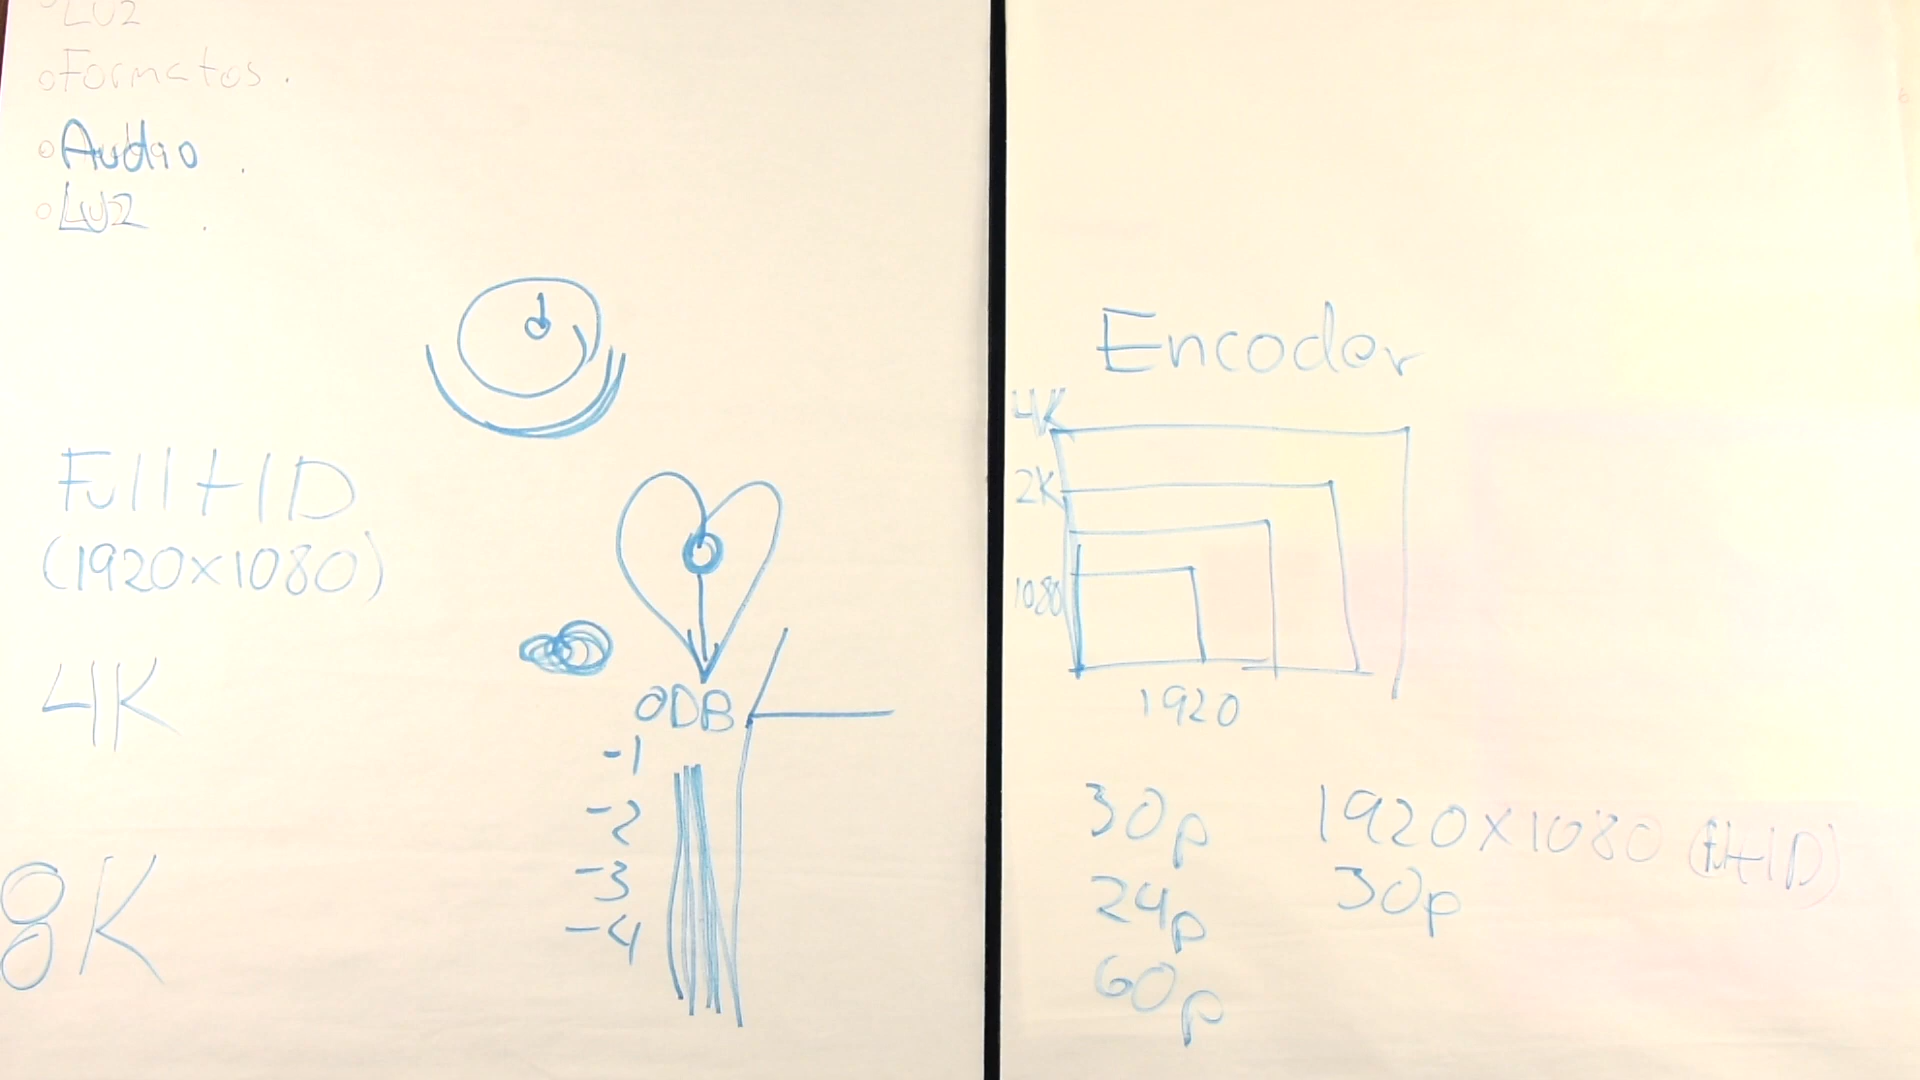 Luz
Formatos.
Audio.
Luz.
Full HD
(1920x1080)
4K
8K
0DB
-1
-2
-3
-4
Encoder
4K
2K
1080
1920
30p
24p
60p
1920x1080 (FHD)
30p